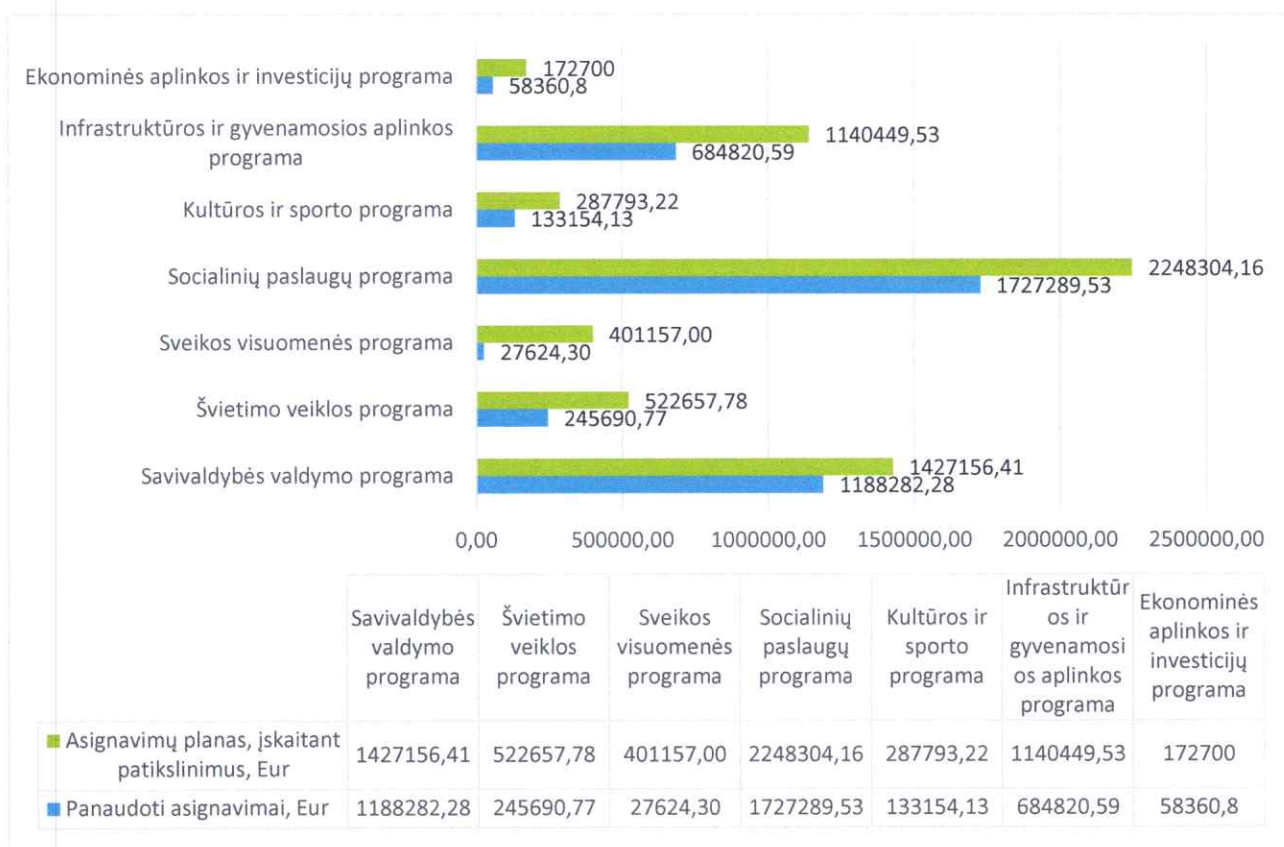 Ekonominės aplinkos ir investicijų programa
172700
58360,8
Infrastruktūros ir gyvenamosios aplinkos
programa
1140449,53
684820,59
Kultūros ir sporto programa
287793,22
133154,13
Socialinių paslaugų programa
2248304,16
1727289,53
Sveikos visuomenės programa
401157,00
27624,30
Švietimo veiklos programa
522657,78
245690,77
Savivaldybės valdymo programa
1427156,41
1188282,28
0,00 500000,00 1000000,00 1500000,00 2000000,00 2500000,00
Savivaldybės
valdymo
programa
Švietimo
veiklos
programa
Sveikos
visuomenės
programa
Socialinių
paslaugų
programa
Kultūros ir
sporto
programa
Infrastruktūr
os ir
gyvenamosi
os aplinkos
programa
Ekonominės
aplinkos ir
investicijų
programa
Asignavimų planas, įskaitant
patikslinimus, Eur
1427156,41 522657,78 401157,00 2248304,16 287793,22 1140449,53 172700
Panaudoti asignavimai, Eur 1188282,28 245690,77 27624,30 1727289,53 133154,13 684820,59 58360,8